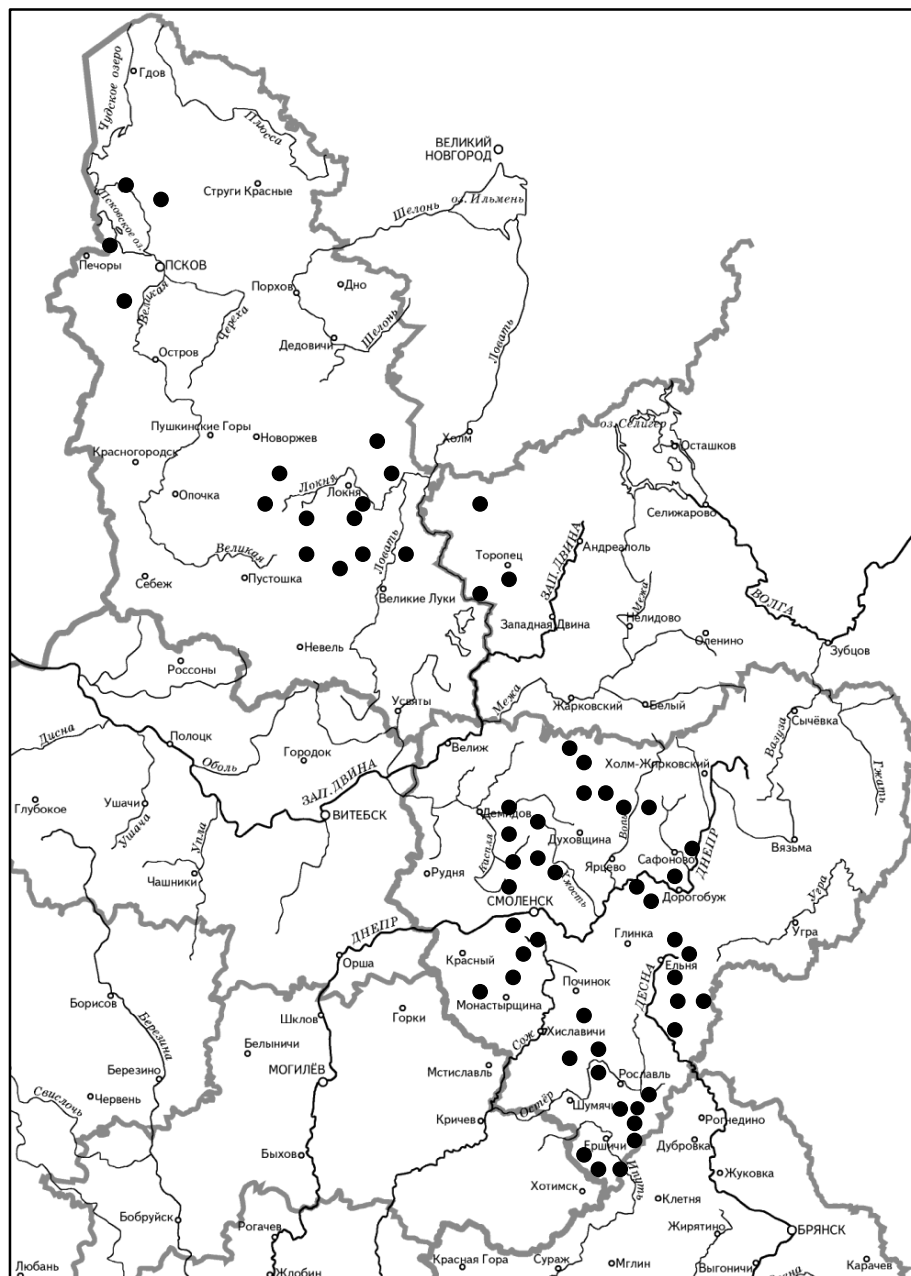 Чудское озеро
Гдов
Плюсса
ВЕЛИКИЙ
НОВГОРОД
Струги Красные
Псковское оз.
оз. Ильмень
Шелонь
Печоры
ПСКОВ
Великая
Череха
Порхов
Дно
Дедовичи
Шелонь
Остров
Ловать
Пушкинские Горы
Новоржев
Холм
оз. Селигер
Осташков
Красногородск
Опочка
Локня
Локня
Селижарово
Великая
Ловать
Торопец
ЗАП. ДВИНА
Андреаполь
Себеж
Пустошка
Великие Луки
Межа
ВОЛГА
Западная Двина
Нелидово
Оленино
Зубцов
Невель
Россоны
Усвяты
Межа
Жарковский
Белый
Сычёвка
Вазуза
Гжать
Дисна
Полоцк
Оболь
Городок
Велиж
ЗАП. ДВИНА
Холм-Жирковский
Глубокое
Ушачи
Ушача
Улла
ВИТЕБСК
Демидов
Духовщина
Вопь
ДНЕПР
Вязьма
Чашники
Рудня
Каспля
Ярцево
Сафоново
Хмость
Дорогобуж
Угра
СМОЛЕНСК
ДНЕПР
Глинка
Угра
Орша
Красный
Ельня
ДЕСНА
Борисов
Березина
Шклов
Горки
Монастырщина
Починок
Белыничи
Сож
Хиславичи
Березино
МОГИЛЁВ
Мстиславль
Рославль
Свислочь
Червень
Остёр
Шумячи
Кричев
Рогнедино
Быхов
Ершичи
Дубровка
Ипуть
Жуковка
Хотимск
Клетня
Бобруйск
Рогачев
Жирятино
БРЯНСК
Любань
Жлобин
Красная Гора
Сураж
Мглин
Выгоничи
Карачев